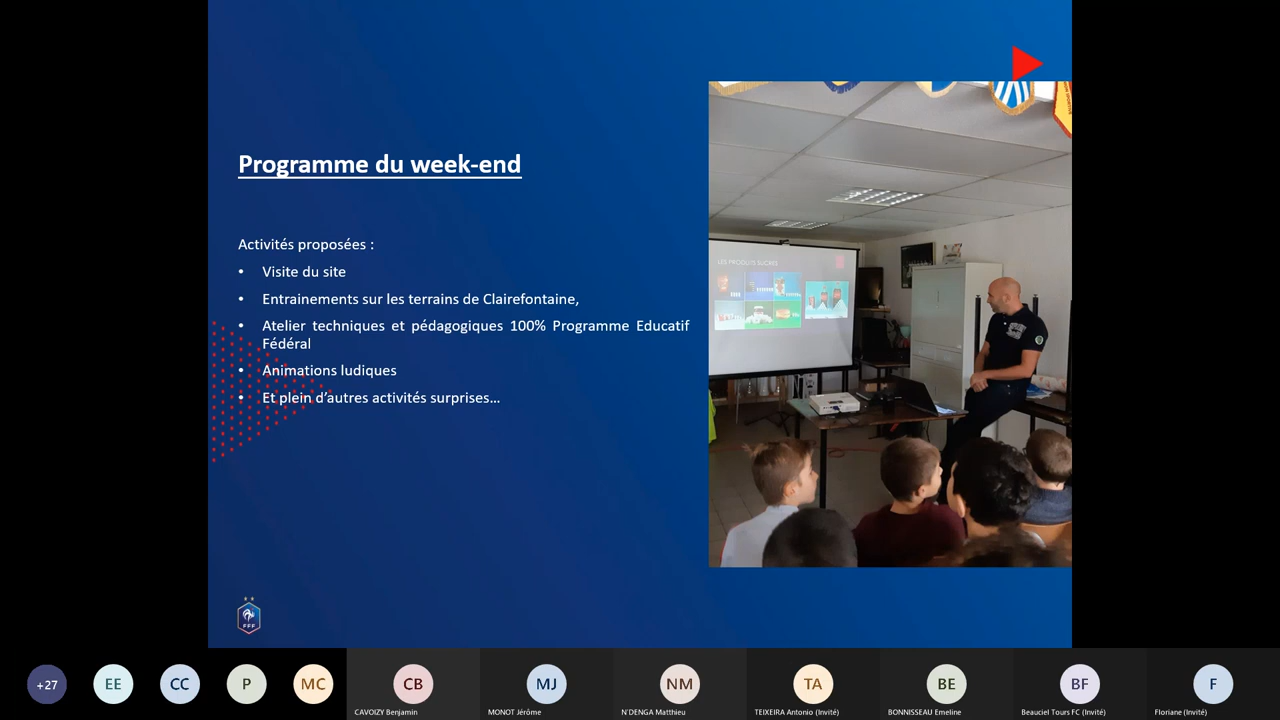 Programme du week-end
Activités proposées :
• Visite du site
• Entrainements sur les terrains de Clairefontaine,
• Atelier techniques et pédagogiques 100% Programme Educatif
Fédéral
• Animations ludiques
• Et plein d’autres activités surprises…
LES PRODUITS SUCRÉS
FFF
+27
EE
CC
P
MC
CB
MJ
NM
TA
BE
BF
F
CAVOIZY Benjamin
MONOT Jérôme
N'DENGA Matthieu
TEIXEIRA Antonio (Invité)
BONNISSEAU Emeline
Beauciel Tours FC (Invité)
Floriane (Invité)